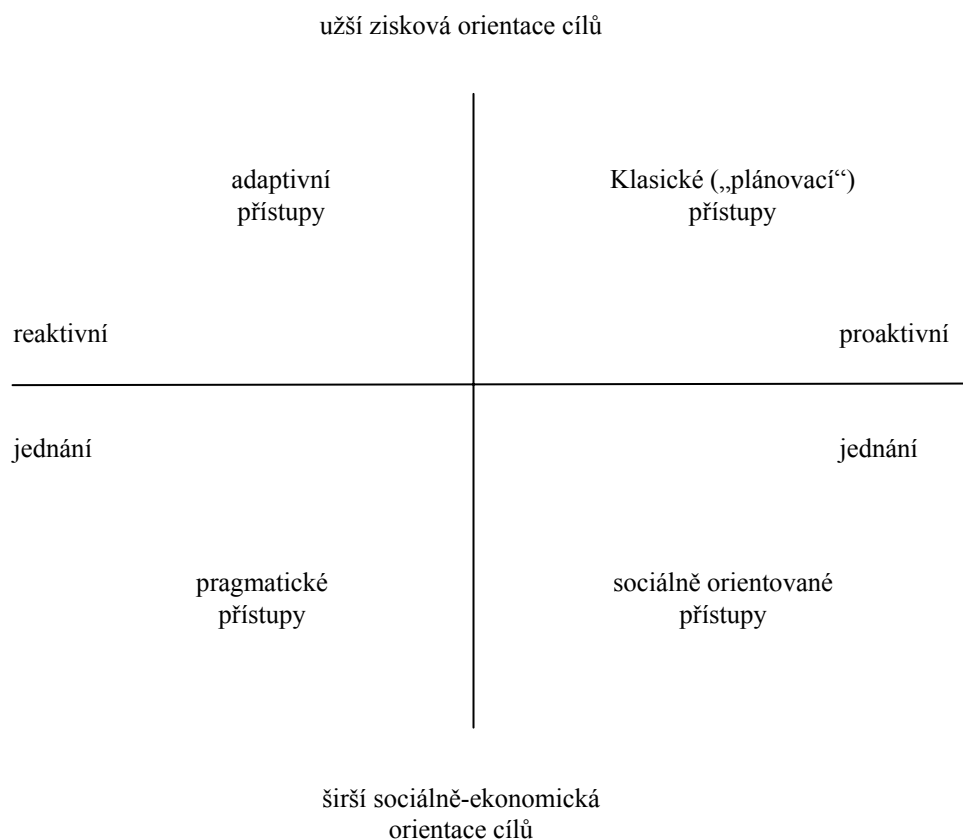 užší zisková orientace cílů
adaptivní
přístupy
Klasické („plánovací“)
přístupy
reaktivní
proaktivní
jednání
jednání
pragmatické
přístupy
sociálně orientované
přístupy
širší sociálně-ekonomická
orientace cílů